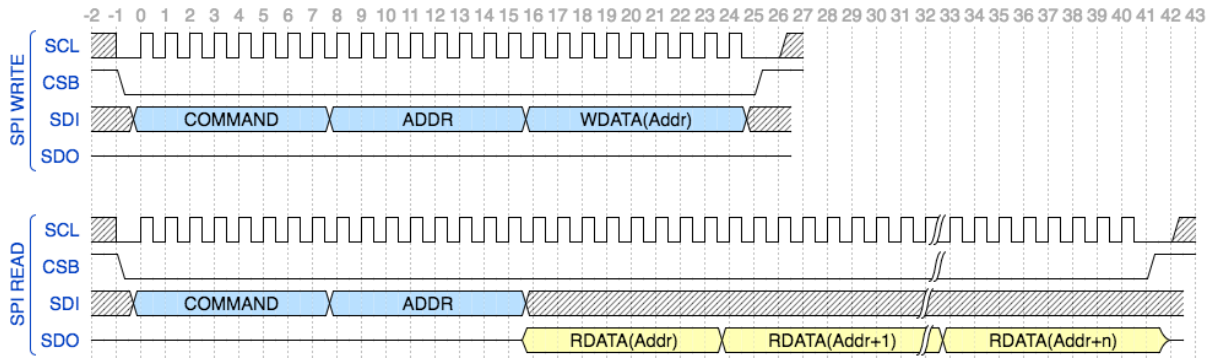 -2 -1 0 1 2 3 4 5 6 7 8 9 10 11 12 13 14 15 16 17 18 19 20 21 22 23 24 25 26 27 28 29 30 31 32 33 34 35 36 37 38 39 40 41 42 43
SPI WRITE
SCL
CSB
SDI COMMAND ADDR WDATA(Addr)
SDO
SPI READ
SCL
CSB
SDI COMMAND ADDR
SDO RDATA(Addr) RDATA(Addr+1) RDATA(Addr+n)